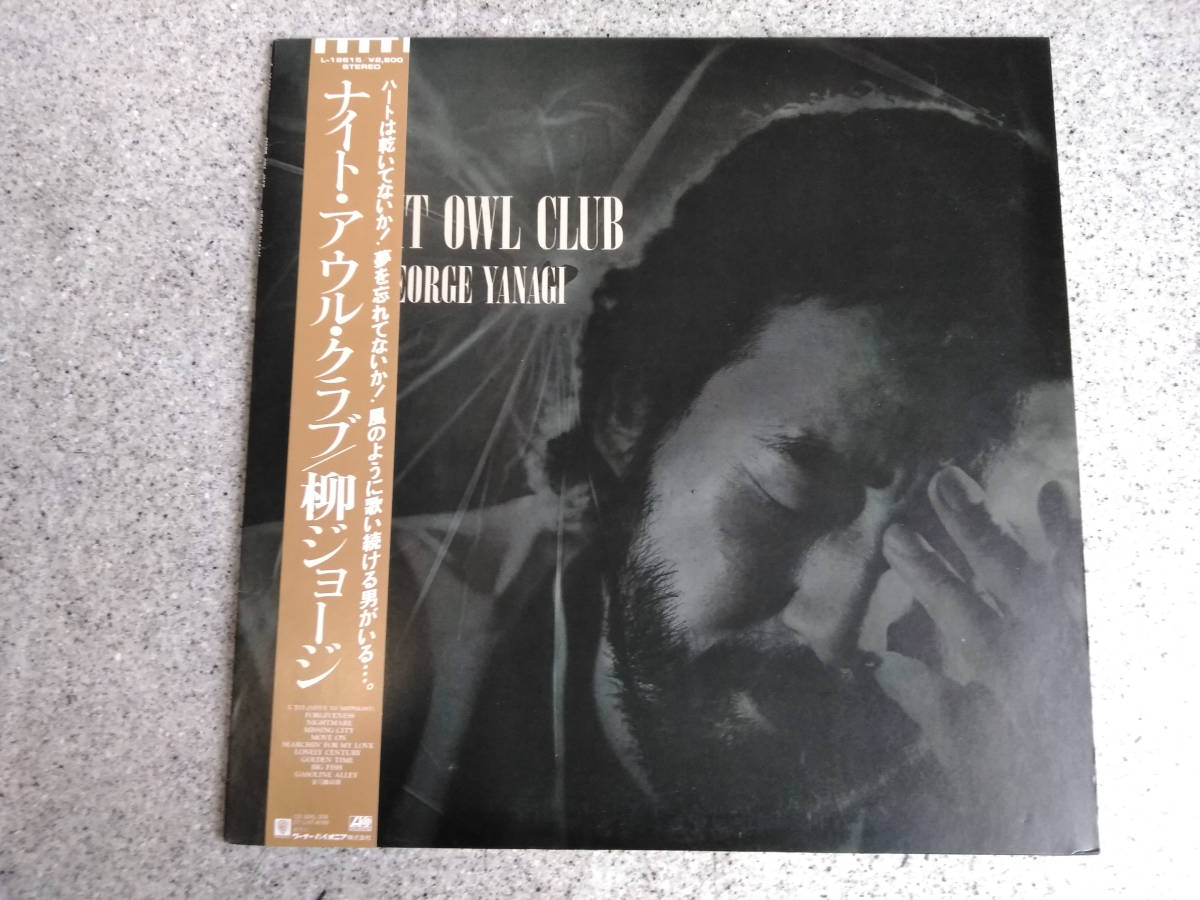 L-12615 ¥2,800
STEREO
ハートは乾いてないか!夢を忘れてないか!風のように歌い続ける男がいる…。
ナイト・アウル・クラブ/柳ジョージ
HT OWL CLUB
EORGE YANAGI
FORGIVENESS
NIGHTMARE
MISSING CITY
MOVE ON
SEARCHIN' FOR MY LOVE
LONELY CENTURY
GOLDEN TIME
BIG FISH
GASOLINE ALLEY
ワーナー・パイオニア株式会社